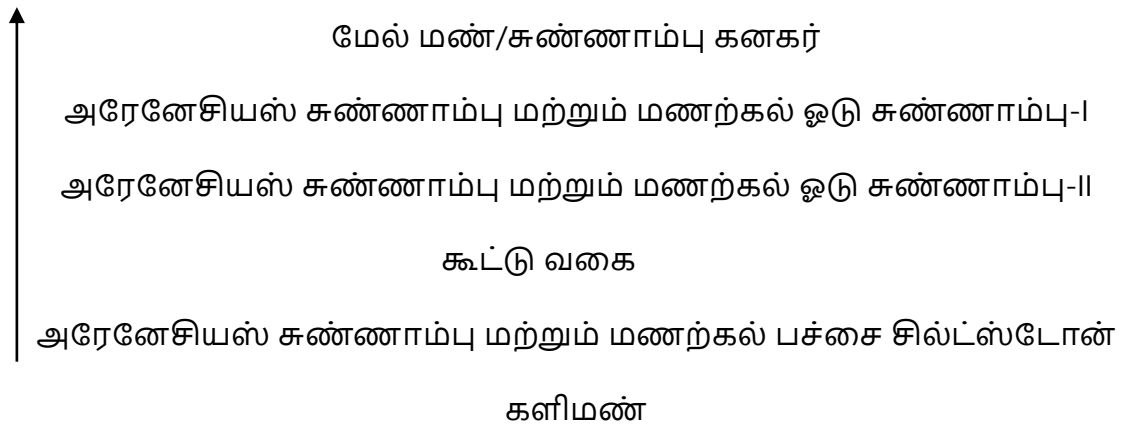 மேல் மண்/சுண்ணாம்பு கனகர்
அரேனேசியஸ் சுண்ணாம்பு மற்றும் மணற்கல் ஓடு சுண்ணாம்பு-I
அரேனேசியஸ் சுண்ணாம்பு மற்றும் மணற்கல் ஓடு சுண்ணாம்பு-II
கூட்டு வகை
அரேனேசியஸ் சுண்ணாம்பு மற்றும் மணற்கல் பச்சை சில்ட்ஸ்டோன்
களிமண்